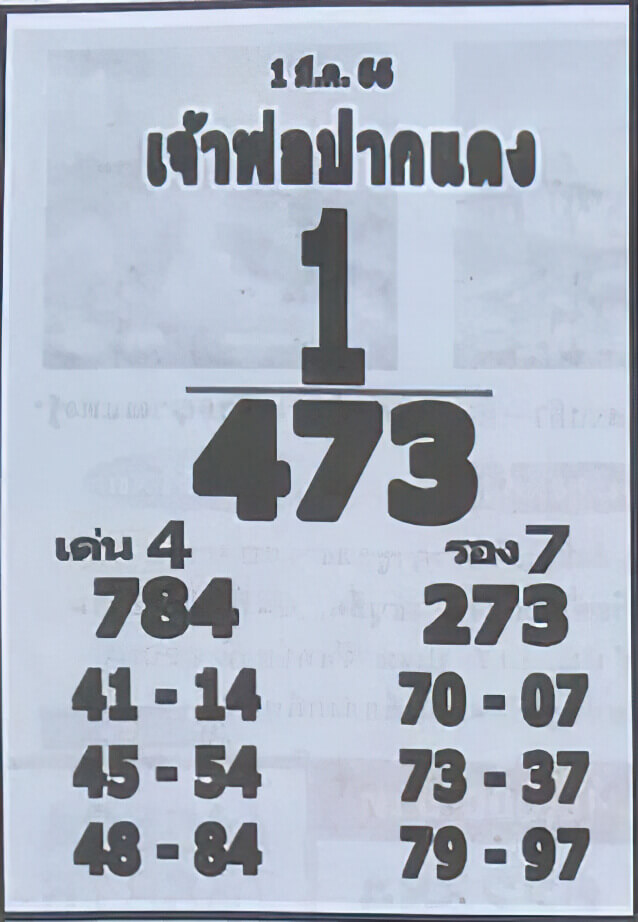 1 มี.ค. 66
เจ้าพ่อปากแดง
1
473
เด่น 4
784
41 - 14
45 - 54
48 - 84
รอง 7
273
70 - 07
73 - 37
79 - 97